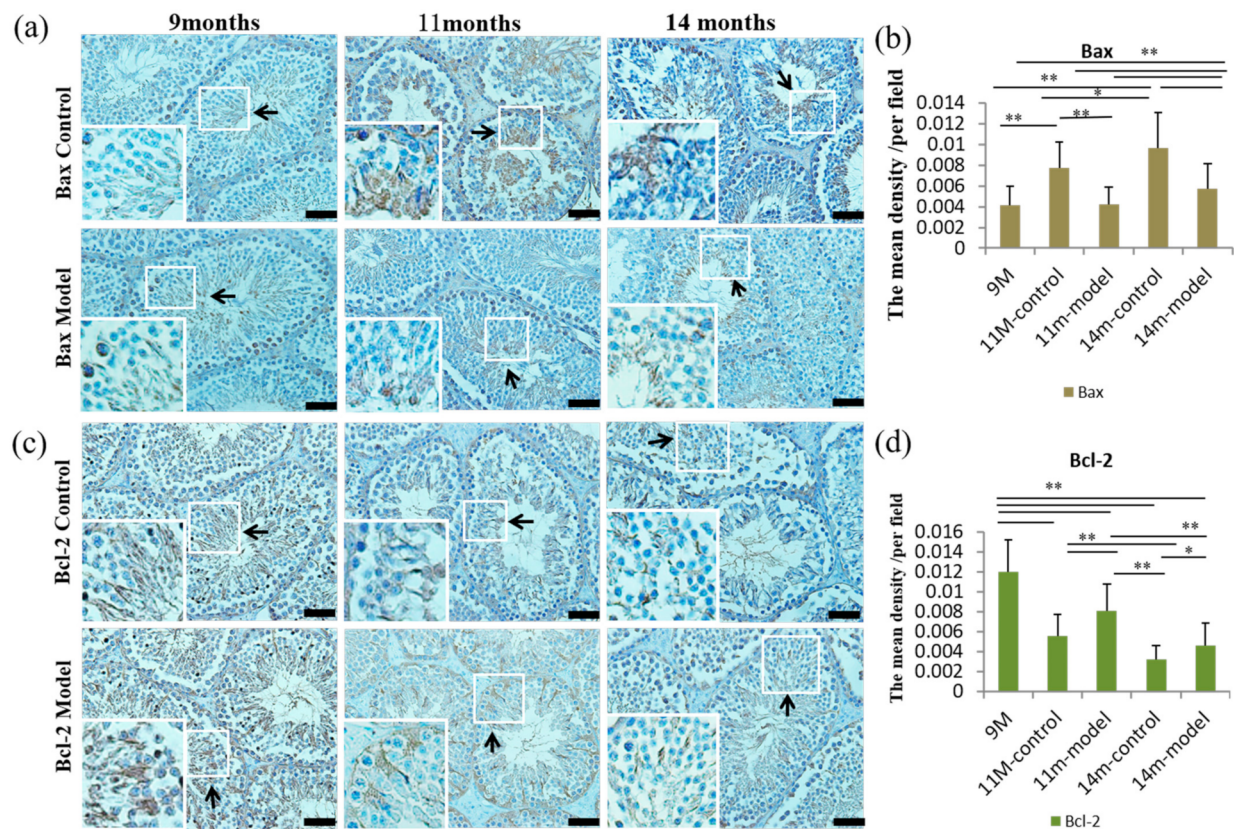 (a)
9months
11months
14 months
Bax Control
Bax Model
(b)
Bax
**
**
*
**
**
The mean density /per field
0.014
0.012
0.01
0.008
0.006
0.004
0.002
0
9M
11M-control
11m-model
14m-control
14m-model
Bax
(c)
Bcl-2 Control
Bcl-2 Model
(d)
Bcl-2
**
**
**
**
*
The mean density /per field
0.016
0.014
0.012
0.01
0.008
0.006
0.004
0.002
0
9M
11M-control
11m-model
14m-control
14m-model
Bcl-2